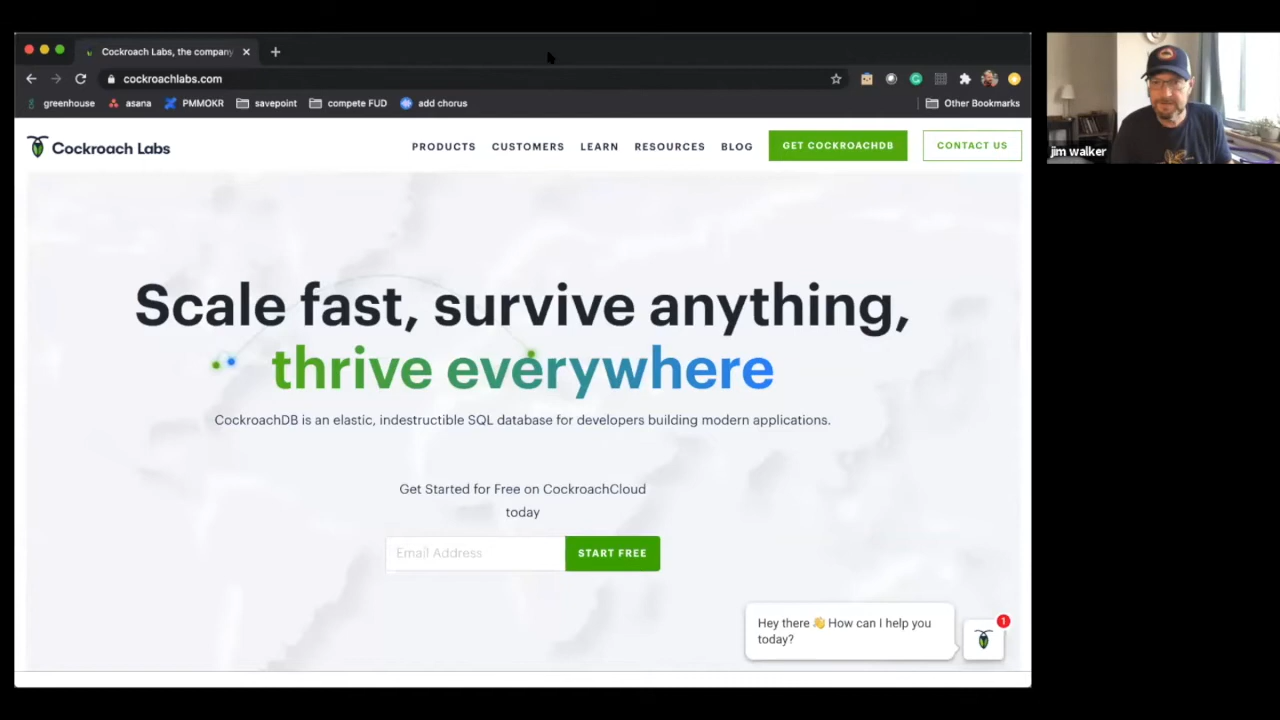 Cockroach Labs, the company
cockroachlabs.com
greenhouse asana PMMOKR savepoint compete FUD add chorus Other Bookmarks
Cockroach Labs
PRODUCTS CUSTOMERS LEARN RESOURCES BLOG GET COCKROACHDB CONTACT US
jim walker
Scale fast, survive anything,
thrive everywhere
CockroachDB is an elastic, indestructible SQL database for developers building modern applications.
Get Started for Free on CockroachCloud
today
Email Address START FREE
Hey there 👋 How can I help you
today?
1